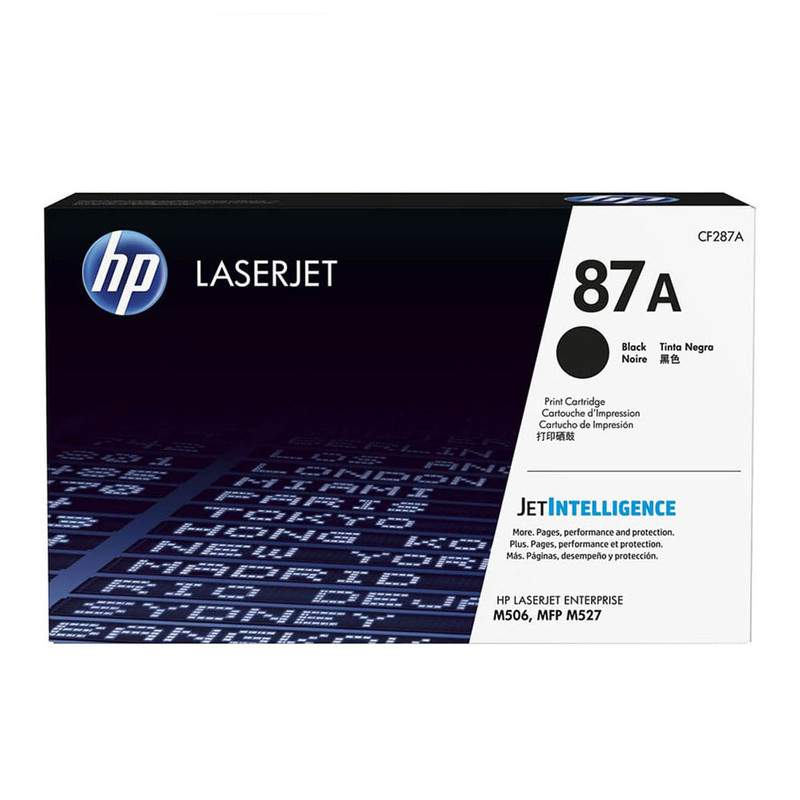 CF287A
hp LASERJET
87A
Black Tinta Negra
Noire 黑色
Print Cartridge
Cartouche d'Impression
Cartucho de Impresión
打印硒鼓
JETINTELLIGENCE
More. Pages, performance and protection.
Plus. Pages, performance et protection.
Más. Páginas, desempeño y protección.
HP LASERJET ENTERPRISE
M506, MFP M527
LONDON
MIAMI
PARIS
TOKYO
HONG KO
NEW YORK
MADRID
RIO DE JA
SYDNEY
BANGKOK